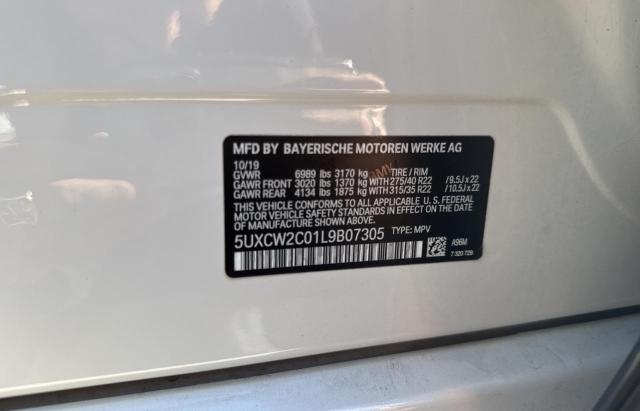 MFD BY BAYERISCHE MOTOREN WERKE AG
10/19
GVWR 6989 lbs 3170 kg TIRE / RIM
GAWR FRONT 3020 lbs 1370 kg WITH 275/40 R22 / 9.5J x 22
GAWR REAR 4134 lbs 1875 kg WITH 315/35 R22 / 10.5J x 22
THIS VEHICLE CONFORMS TO ALL APPLICABLE U. S. FEDERAL
MOTOR VEHICLE SAFETY STANDARDS IN EFFECT ON THE DATE
OF MANUFACTURE SHOWN ABOVE.
5UXCW2C01L9B07305 TYPE: MPV
A96M
7 320 729